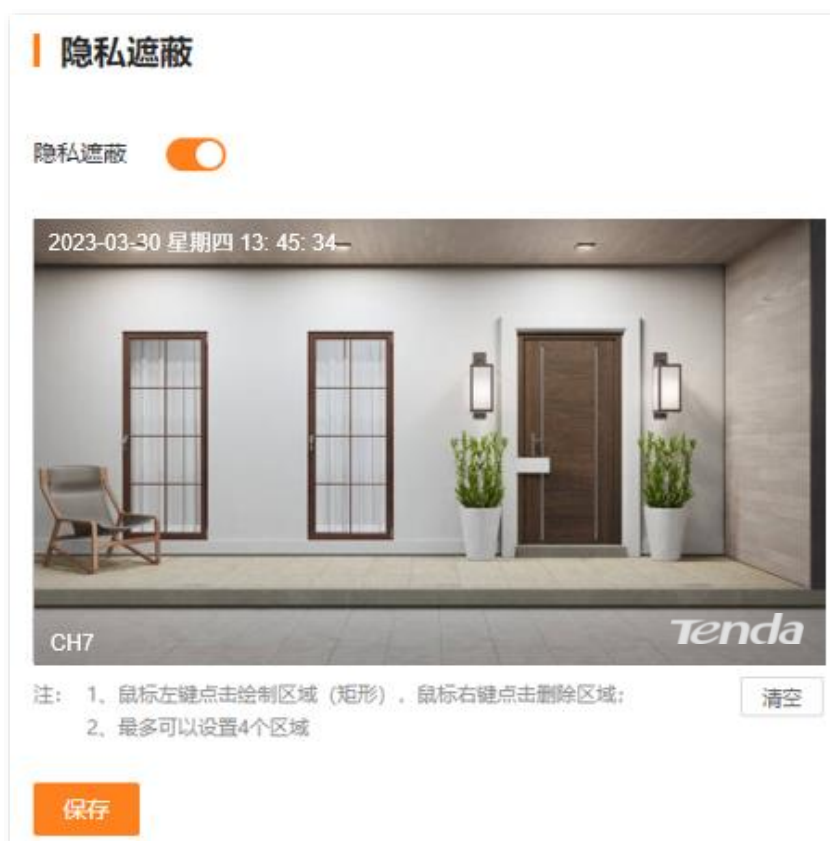 隐私遮蔽
隐私遮蔽
2023-03-30 星期四 13: 45: 34
CH7
Tenda
注： 1、鼠标左键点击绘制区域（矩形）, 鼠标右键点击删除区域;
清空
2、最多可以设置4个区域
保存